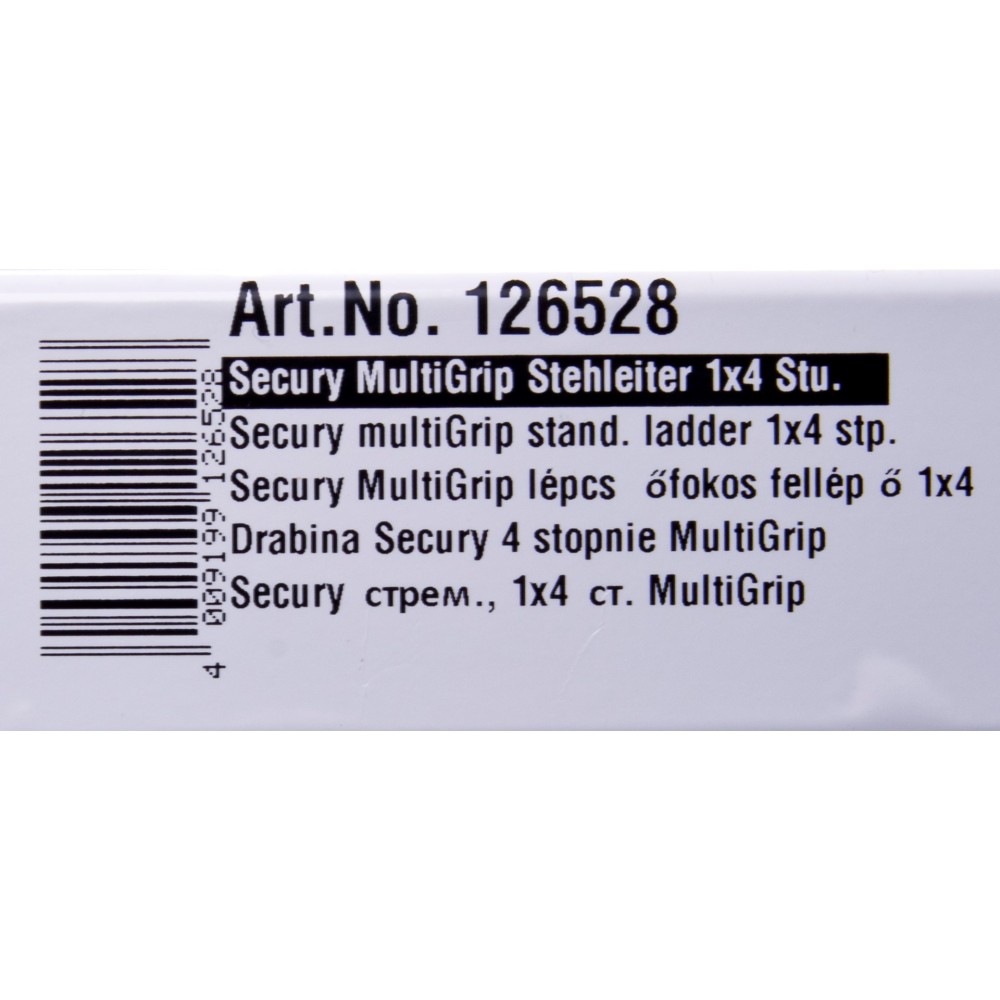 Art.No. 126528
Secury MultiGrip Stehleiter 1x4 Stu.
Secury multiGrip stand. ladder 1x4 stp.
Secury MultiGrip lépcs őfokos fellép ő 1x4
Drabina Secury 4 stopnie MultiGrip
Secury стрем., 1x4 ст. MultiGrip
4 009199 126528